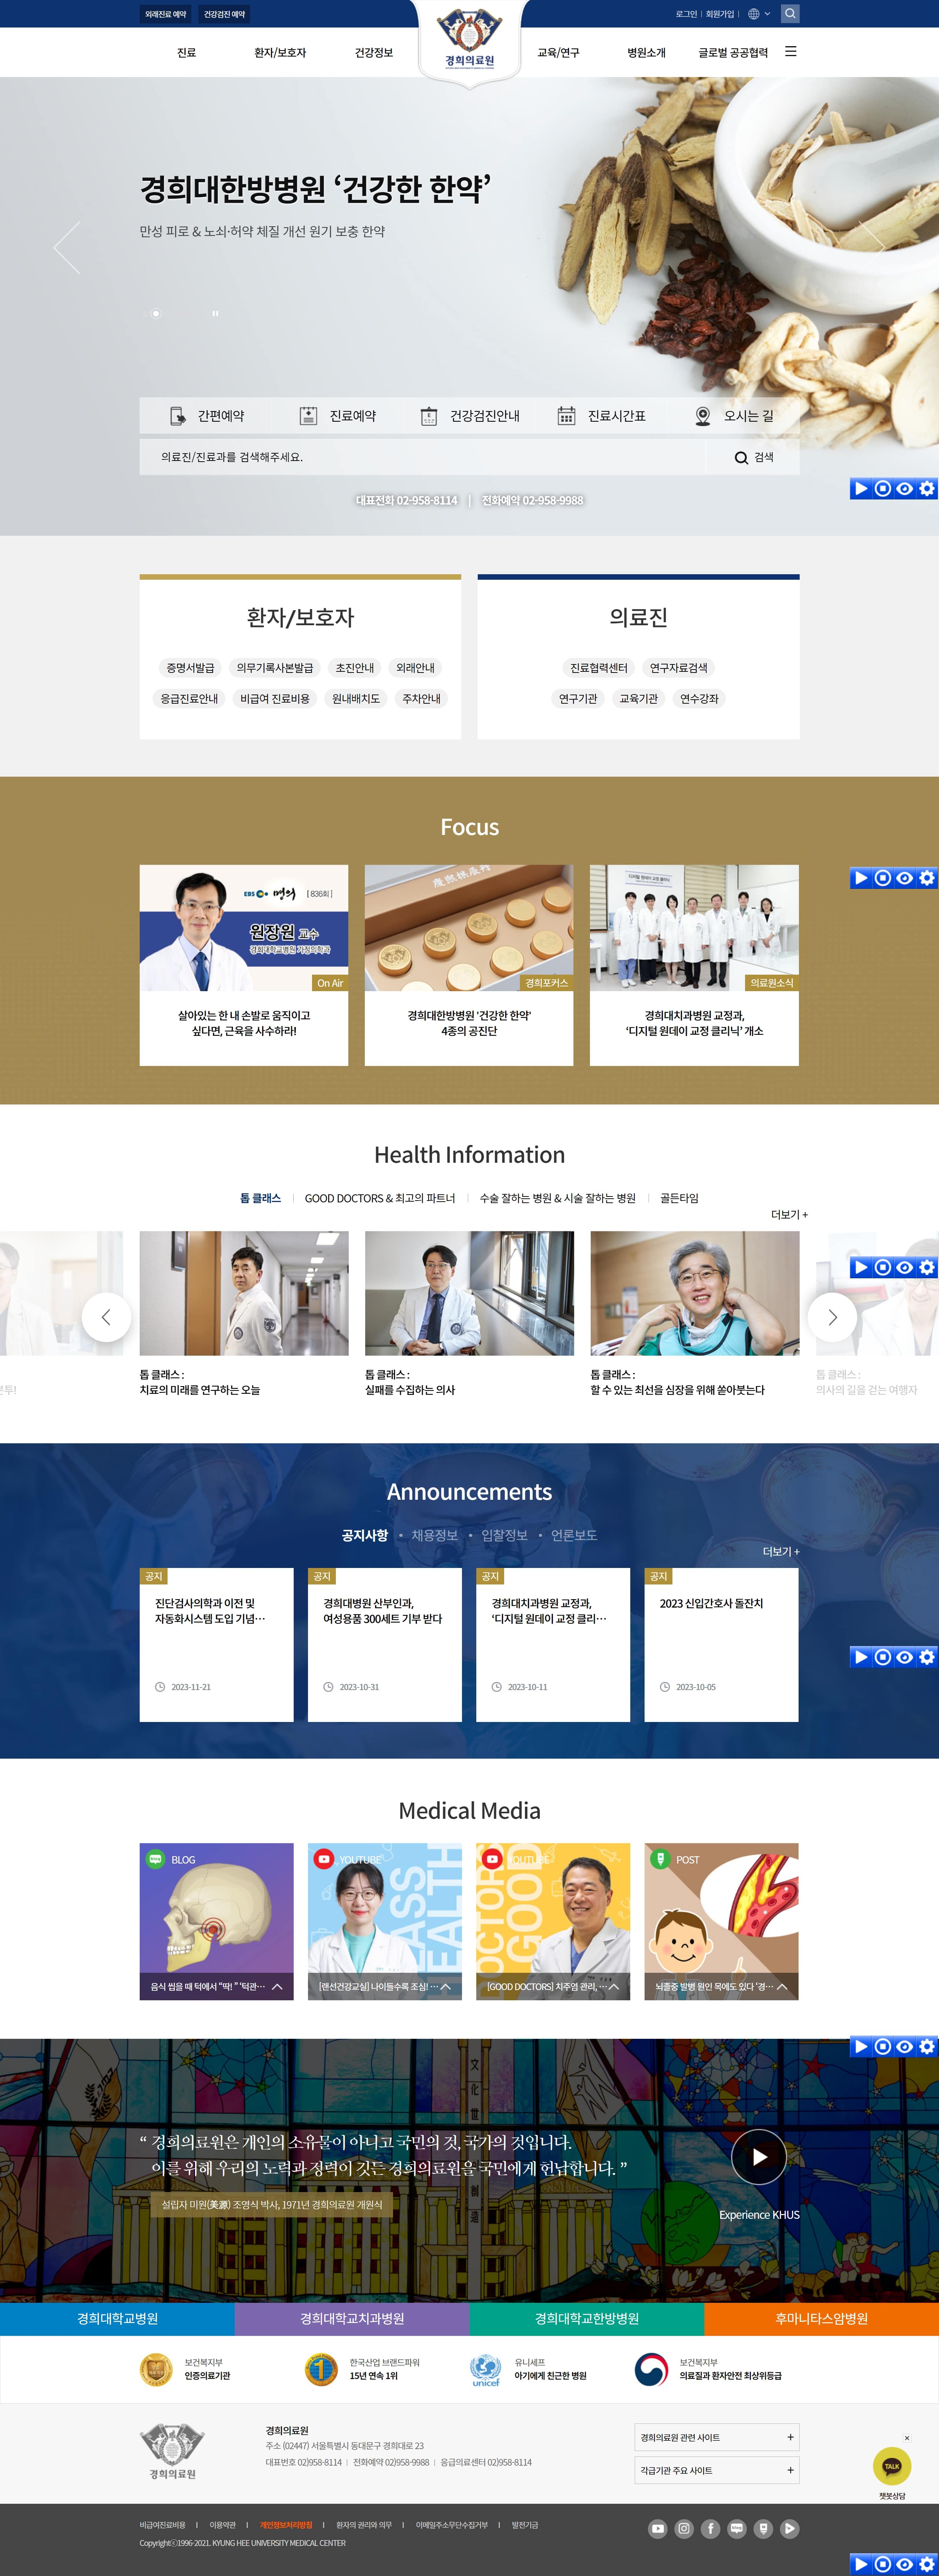 외래진료 예약
건강검진 예약
로그인
회원가입
진료
환자/보호자
건강정보
경희의료원
교육/연구
병원소개
글로벌 공공협력
경희대한방병원 ‘건강한 한약’
만성 피로 & 노쇠·허약 체질 개선 원기 보충 한약
간편예약
진료예약
건강검진안내
진료시간표
오시는 길
의료진/진료과를 검색해주세요.
검색
대표전화 02-958-8114 | 전화예약 02-958-9988
환자/보호자
증명서발급
의무기록사본발급
초진안내
외래안내
응급진료안내
비급여 진료비용
원내배치도
주차안내
의료진
진료협력센터
연구자료검색
연구기관
교육기관
연수강좌
Focus
EBS 명의 [ 836회 ]
원장원 교수
경희대학교병원 가정의학과
On Air
살아있는 한 내 손발로 움직이고
싶다면, 근육을 사수하라!
경희포커스
경희대한방병원 '건강한 한약'
4종의 공진단
의료원소식
경희대치과병원 교정과,
‘디지털 원데이 교정 클리닉’ 개소
Health Information
톱 클래스
GOOD DOCTORS & 최고의 파트너
수술 잘하는 병원 & 시술 잘하는 병원
골든타임
더보기 +
톱 클래스 :
치료의 미래를 연구하는 오늘
톱 클래스 :
실패를 수집하는 의사
톱 클래스 :
할 수 있는 최선을 심장을 위해 쏟아붓는다
톱 클래스 :
의사의 길을 걷는 여행자
Announcements
공지사항
채용정보
입찰정보
언론보도
더보기 +
공지
진단검사의학과 이전 및
자동화시스템 도입 기념…
2023-11-21
공지
경희대병원 산부인과,
여성용품 300세트 기부 받다
2023-10-31
공지
경희대치과병원 교정과,
‘디지털 원데이 교정 클리…
2023-10-11
공지
2023 신입간호사 돌잔치
2023-10-05
Medical Media
BLOG
음식 씹을 때 턱에서 “딱! ” ‘턱관…
YOUTUBE
[랜선건강교실] 나이들수록 조심! …
YOUTUBE
[GOOD DOCTORS] 치주염 관리, …
POST
뇌졸중 발병 원인 목에도 있다 ‘경…
“ 경희의료원은 개인의 소유물이 아니고 국민의 것, 국가의 것입니다.
이를 위해 우리의 노력과 정력이 깃든 경희의료원을 국민에게 헌납합니다. ”
설립자 미원(美源) 조영식 박사, 1971년 경희의료원 개원식
Experience KHUS
경희대학교병원
경희대학교치과병원
경희대학교한방병원
후마니타스암병원
보건복지부
인증의료기관
한국산업 브랜드파워
15년 연속 1위
unicef
유니세프
아기에게 친근한 병원
보건복지부
의료질과 환자안전 최상위등급
경희의료원
경희의료원
주소 (02447) 서울특별시 동대문구 경희대로 23
대표번호 02)958-8114 | 전화예약 02)958-9988 | 응급의료센터 02)958-8114
경희의료원 관련 사이트 +
각급기관 주요 사이트 +
TALK
챗봇상담
비급여진료비용
이용약관
개인정보처리방침
환자의 권리와 의무
이메일주소무단수집거부
발전기금
Copyrightⓒ1996-2021. KYUNG HEE UNIVERSITY MEDICAL CENTER